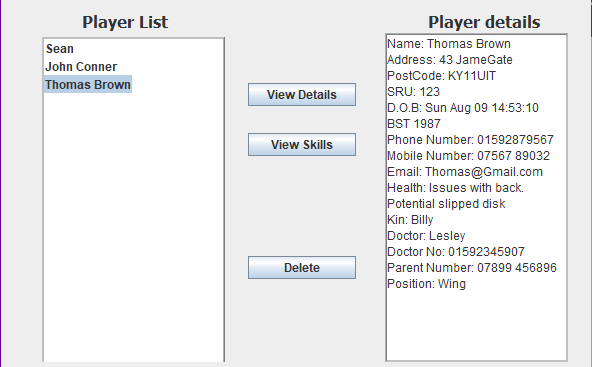 Player List
Sean
John Conner
Thomas Brown
View Details
View Skills
Delete
Player details
Name: Thomas Brown
Address: 43 JameGate
PostCode: KY11UIT
SRU: 123
D.O.B: Sun Aug 09 14:53:10
BST 1987
Phone Number: 01592879567
Mobile Number: 07567 89032
Email: Thomas@Gmail.com
Health: Issues with back.
Potential slipped disk
Kin: Billy
Doctor: Lesley
Doctor No: 01592345907
Parent Number: 07899 456896
Position: Wing